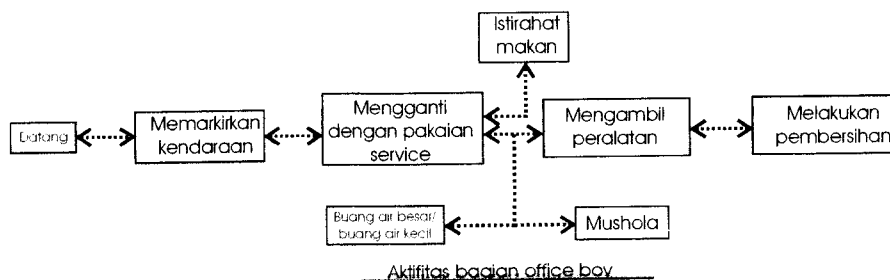 Istirahat
makan
Datang
Memarkirkan
kendaraan
Mengganti
dengan pakaian
service
Mengambil
peralatan
Melakukan
pembersihan
Buang air besar/
buang air kecil
Mushola
Aktifitas bagian office boy